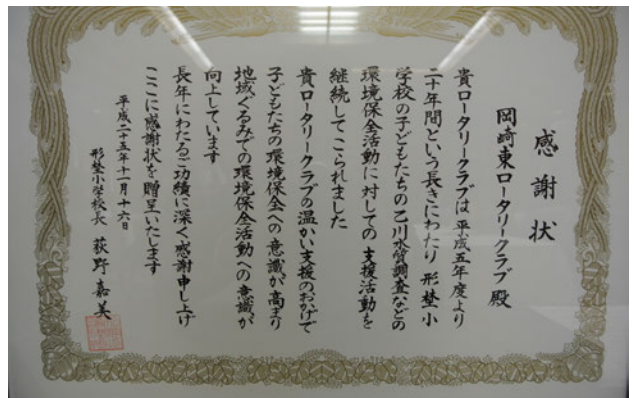 感謝状
岡崎東ロータリークラブ 殿
貴ロータリークラブは平成五年度より
二十年間という長きにわたり 形埜小
学校の子どもたちの乙川水質調査などの
環境保全活動に対しての支援活動を
継続してこられました
貴ロータリークラブの温かい支援のおかげで
子どもたちの環境保全への意識が高まり
地域ぐるみでの環境保全活動への意識が
向上しています
長年にわたるご功績に深く感謝申し上げ
ここに感謝状を贈呈いたします
平成二十五年十一月十六日
形埜小学校長 荻野嘉美